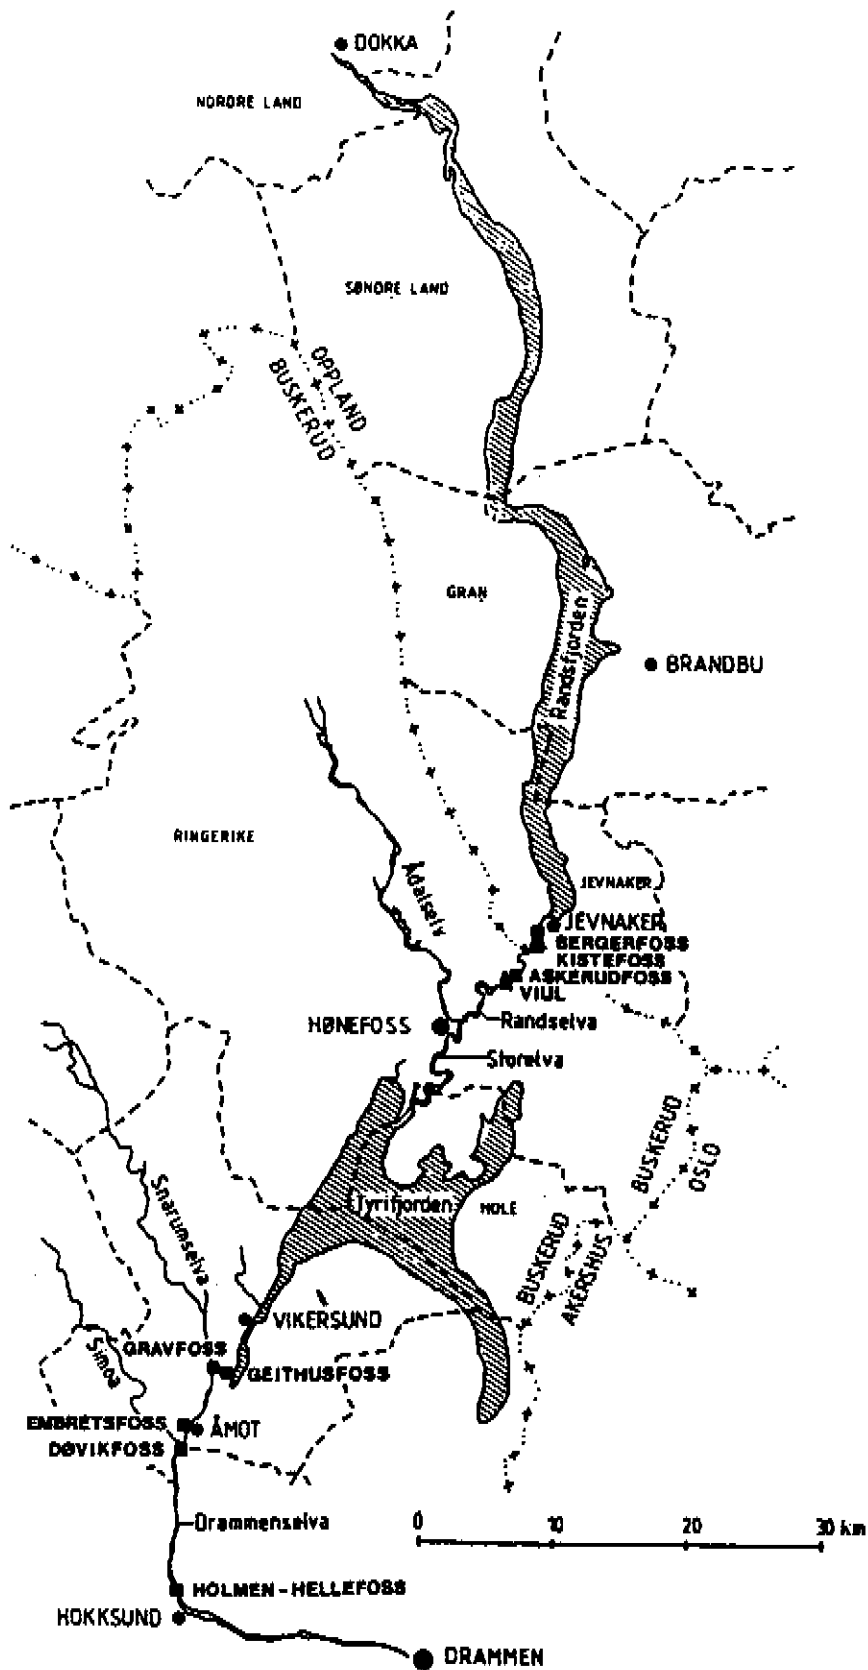 DOKKA
NORDRE LAND
SØNDRE LAND
OPPLAND
BUSKERUD
GRAN
Randsfjorden
BRANDBU
RINGERIKE
Ådalselv
JEVNAKER
JEVNAKER
BERGERFOSS
KISTEFOSS
ASKERUDFOSS
VIUL
HØNEFOSS
Randselva
Storelva
BUSKERUD
OSLO
Snarumselva
Tyrifjorden
HOLE
BUSKERUD
AKERSHUS
VIKERSUND
Simoa
GRAVFOSS
GEITHUSFOSS
EMBRETSFOSS
ÅMOT
DØVIKFOSS
Drammenselva
0 10 20 30 km
HOLMEN-HELLEFOSS
HOKKSUND
DRAMMEN